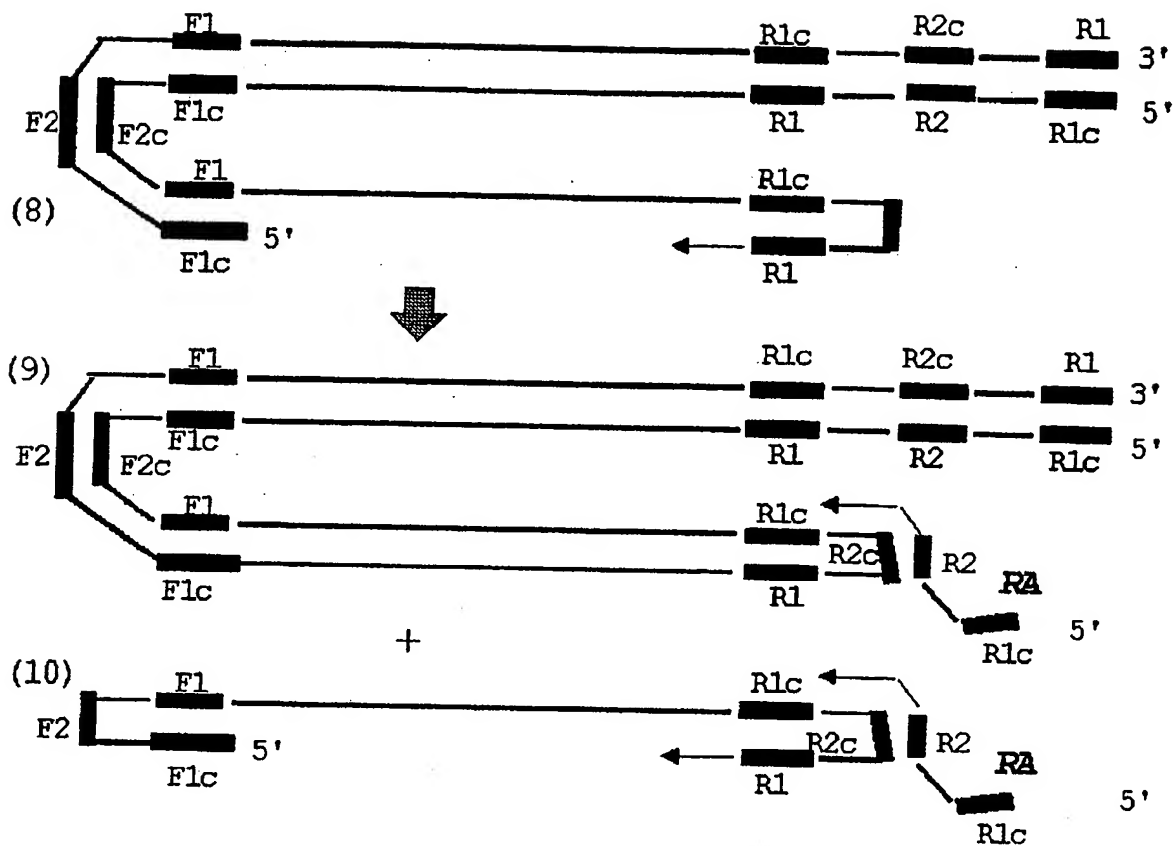 F1 R1c R2c R1
3'
F1c R1 R2 R1c
5'
F2 F2c
F1 R1c
(8)
5'
F1c R1
(9)
F1 R1c R2c R1
3'
F1c R1 R2 R1c
5'
F2 F2c
F1 R1c
R2c R2
F1c R1
RA
5'
R1c
+
(10)
F1 R1c
F2 5' R2c R2
F1c R1
RA
5'
R1c